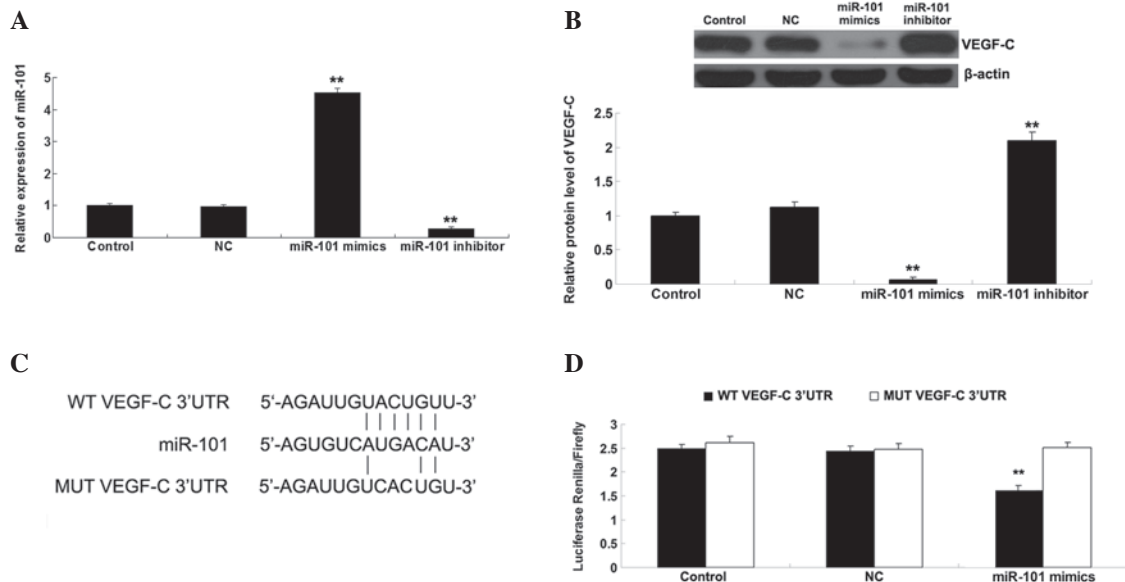 A
Relative expression of miR-101
5
4
3
2
1
0
**
**
Control NC miR-101 mimics miR-101 inhibitor
B
Control NC miR-101 mimics miR-101 inhibitor
VEGF-C
β-actin
Relative protein level of VEGF-C
2.5
2
1.5
1
0.5
0
**
**
Control NC miR-101 mimics miR-101 inhibitor
C
WT VEGF-C 3'UTR 5'-AGAUUGUACUGUU-3'
miR-101 5'-AGUGUCAUGACAU-3'
MUT VEGF-C 3'UTR 5'-AGAUUGUCACUGU-3'
D
WT VEGF-C 3'UTR MUT VEGF-C 3'UTR
Luciferase Renilla/Firefly
3
2.5
2
1.5
1
0.5
0
**
Control NC miR-101 mimics